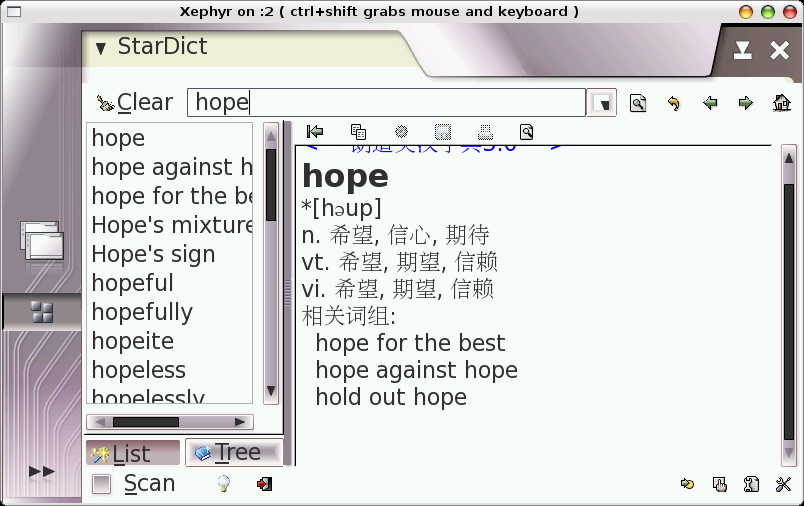 Xephyr on :2 ( ctrl+shift grabs mouse and keyboard )
StarDict
Clear
hope
hope
hope against h
hope for the be
Hope's mixture
Hope's sign
hopeful
hopefully
hopeite
hopeless
hopelessly
List
Tree
Scan
hope
*[həup]
n. 希望, 信心, 期待
vt. 希望, 期望, 信赖
vi. 希望, 期望, 信赖
相关词组:
hope for the best
hope against hope
hold out hope